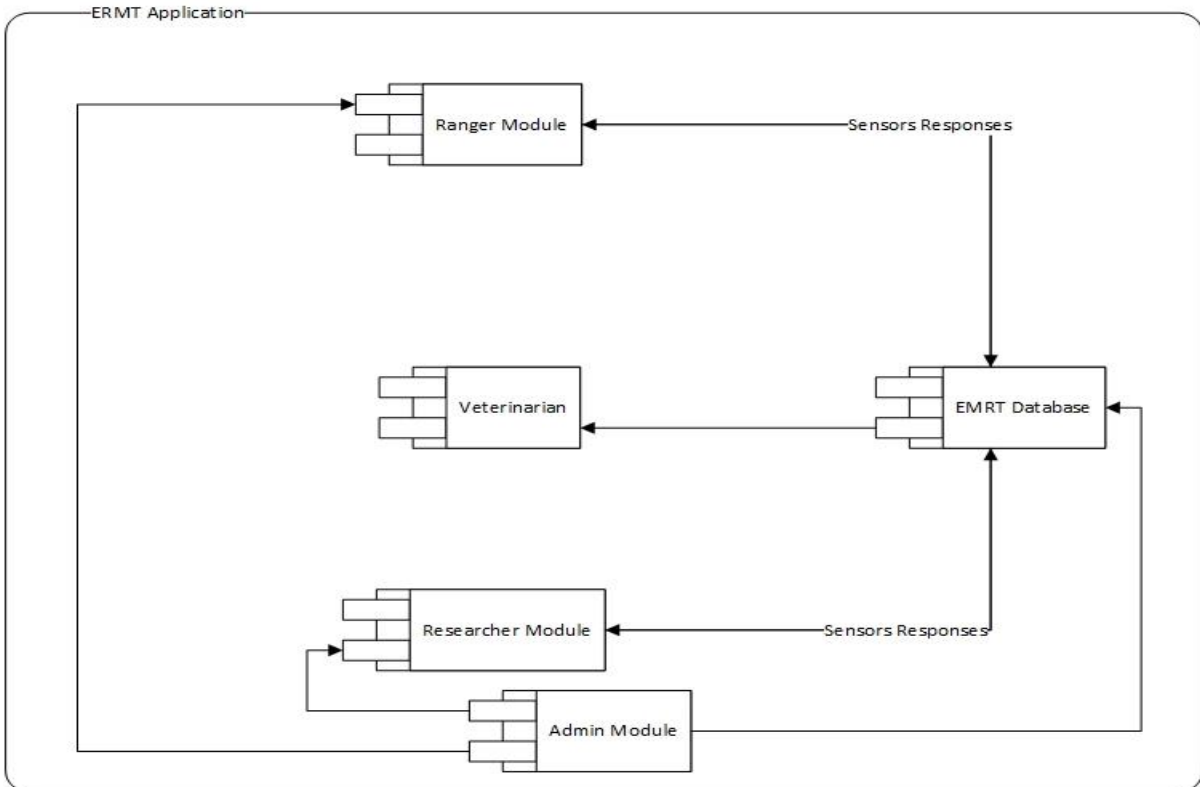 ERMT Application
Ranger Module
Sensors Responses
Veterinarian
EMRT Database
Researcher Module
Sensors Responses
Admin Module